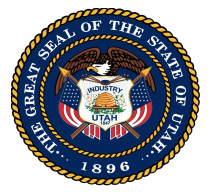 THE GREAT SEAL OF THE STATE OF UTAH
INDUSTRY
UTAH
1847
1896